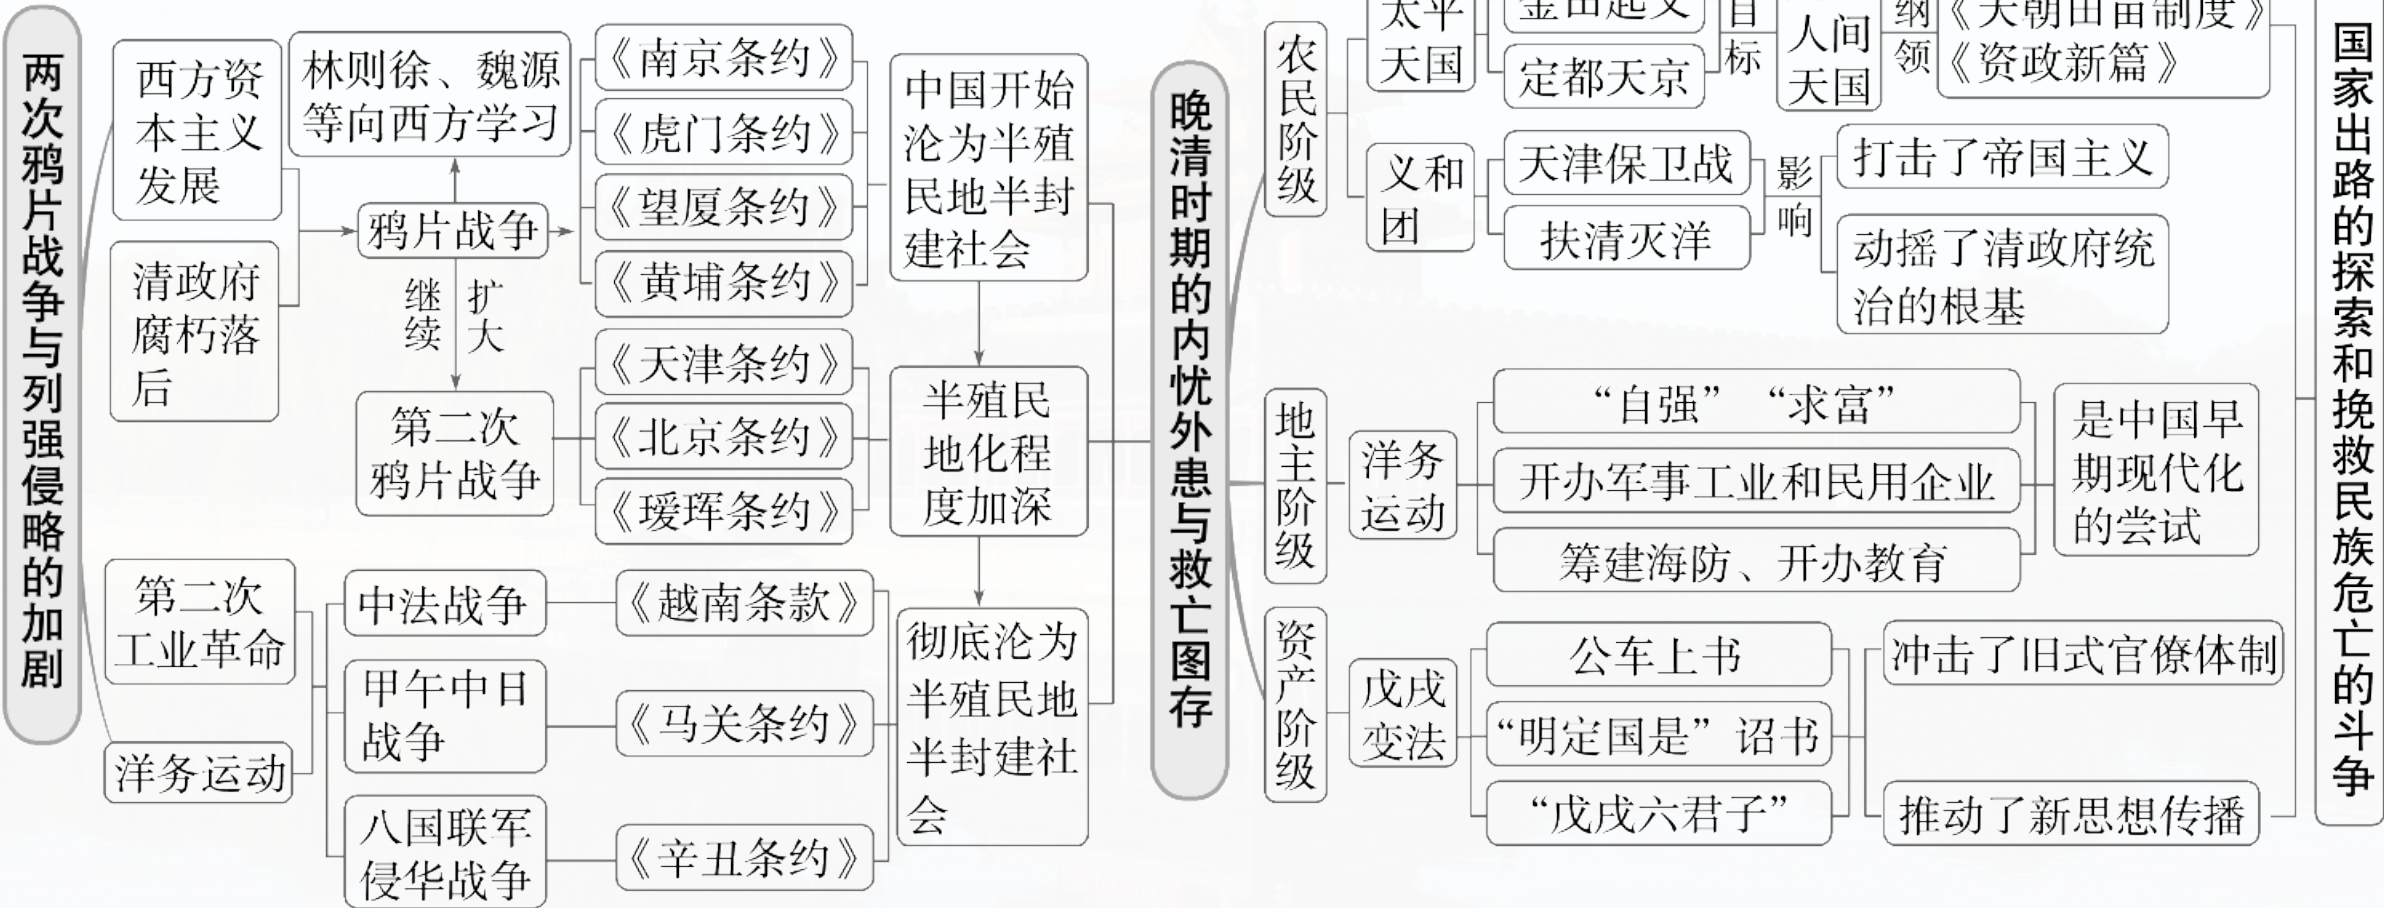 两次鸦片战争与列强侵略的加剧
西方资
本主义
发展
清政府
腐朽落
后
林则徐、魏源
等向西方学习
鸦片战争
继续
扩大
第二次
鸦片战争
《南京条约》
《虎门条约》
《望厦条约》
《黄埔条约》
《天津条约》
《北京条约》
《瑷珲条约》
中国开始
沦为半殖
民地半封
建社会
半殖民
地化程
度加深
第二次
工业革命
洋务运动
中法战争
甲午中日
战争
八国联军
侵华战争
《越南条款》
《马关条约》
《辛丑条约》
彻底沦为
半殖民地
半封建社
会
晚清时期的内忧外患与救亡图存
农民阶级
太平
天国
金田起义
定都天京
目标
人间
天国
纲领
《天朝田亩制度》
《资政新篇》
义和
团
天津保卫战
扶清灭洋
影响
打击了帝国主义
动摇了清政府统
治的根基
地主阶级
洋务
运动
“自强” “求富”
开办军事工业和民用企业
筹建海防、开办教育
是中国早
期现代化
的尝试
资产阶级
戊戌
变法
公车上书
“明定国是”诏书
“戊戌六君子”
冲击了旧式官僚体制
推动了新思想传播
国家出路的探索和挽救民族危亡的斗争